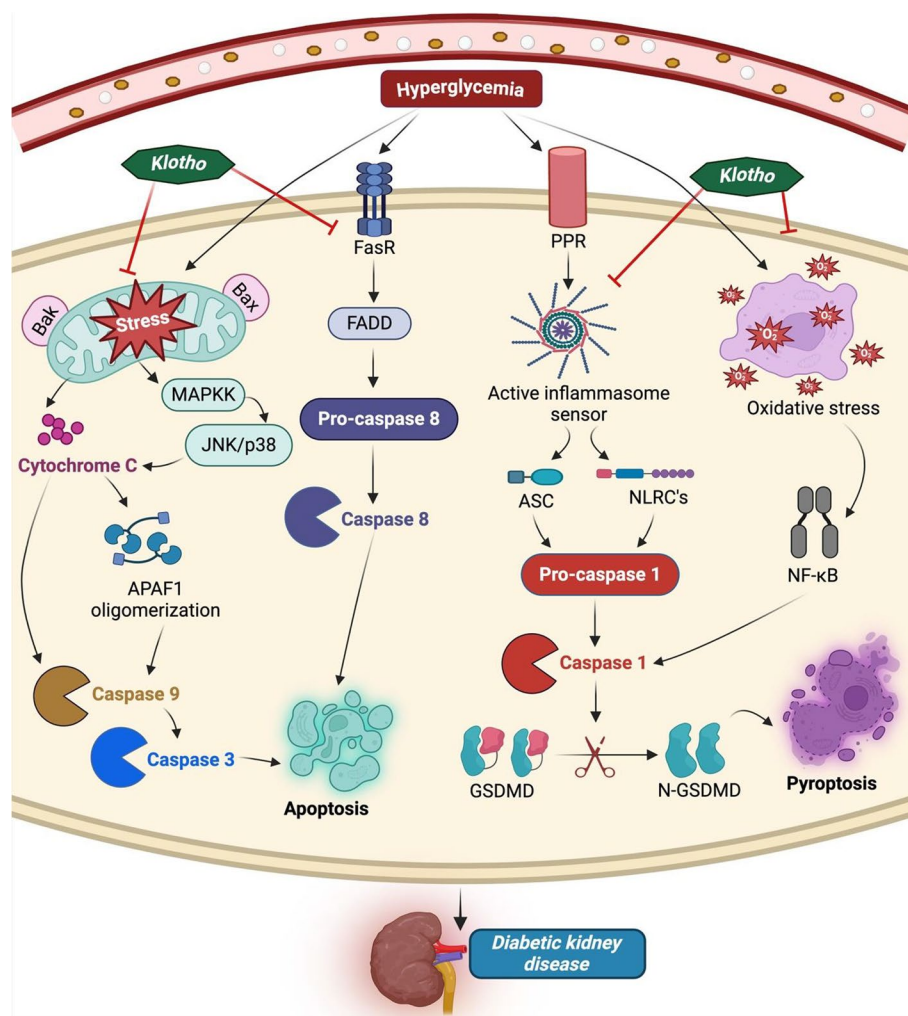 Hyperglycemia
Klotho
Klotho
FasR
PPR
Bak
Stress
Bax
FADD
O₂⁻
O₂⁻
O₂⁻
O₂⁻
O₂⁻
O₂⁻
O₂⁻
MAPKK
Active inflammasome
sensor
Oxidative stress
Pro-caspase 8
JNK/p38
Cytochrome C
ASC
NLRC's
Caspase 8
NF-κB
Pro-caspase 1
APAF1
oligomerization
Caspase 1
Caspase 9
Caspase 3
Apoptosis
GSDMD
N-GSDMD
Pyroptosis
Diabetic kidney
disease